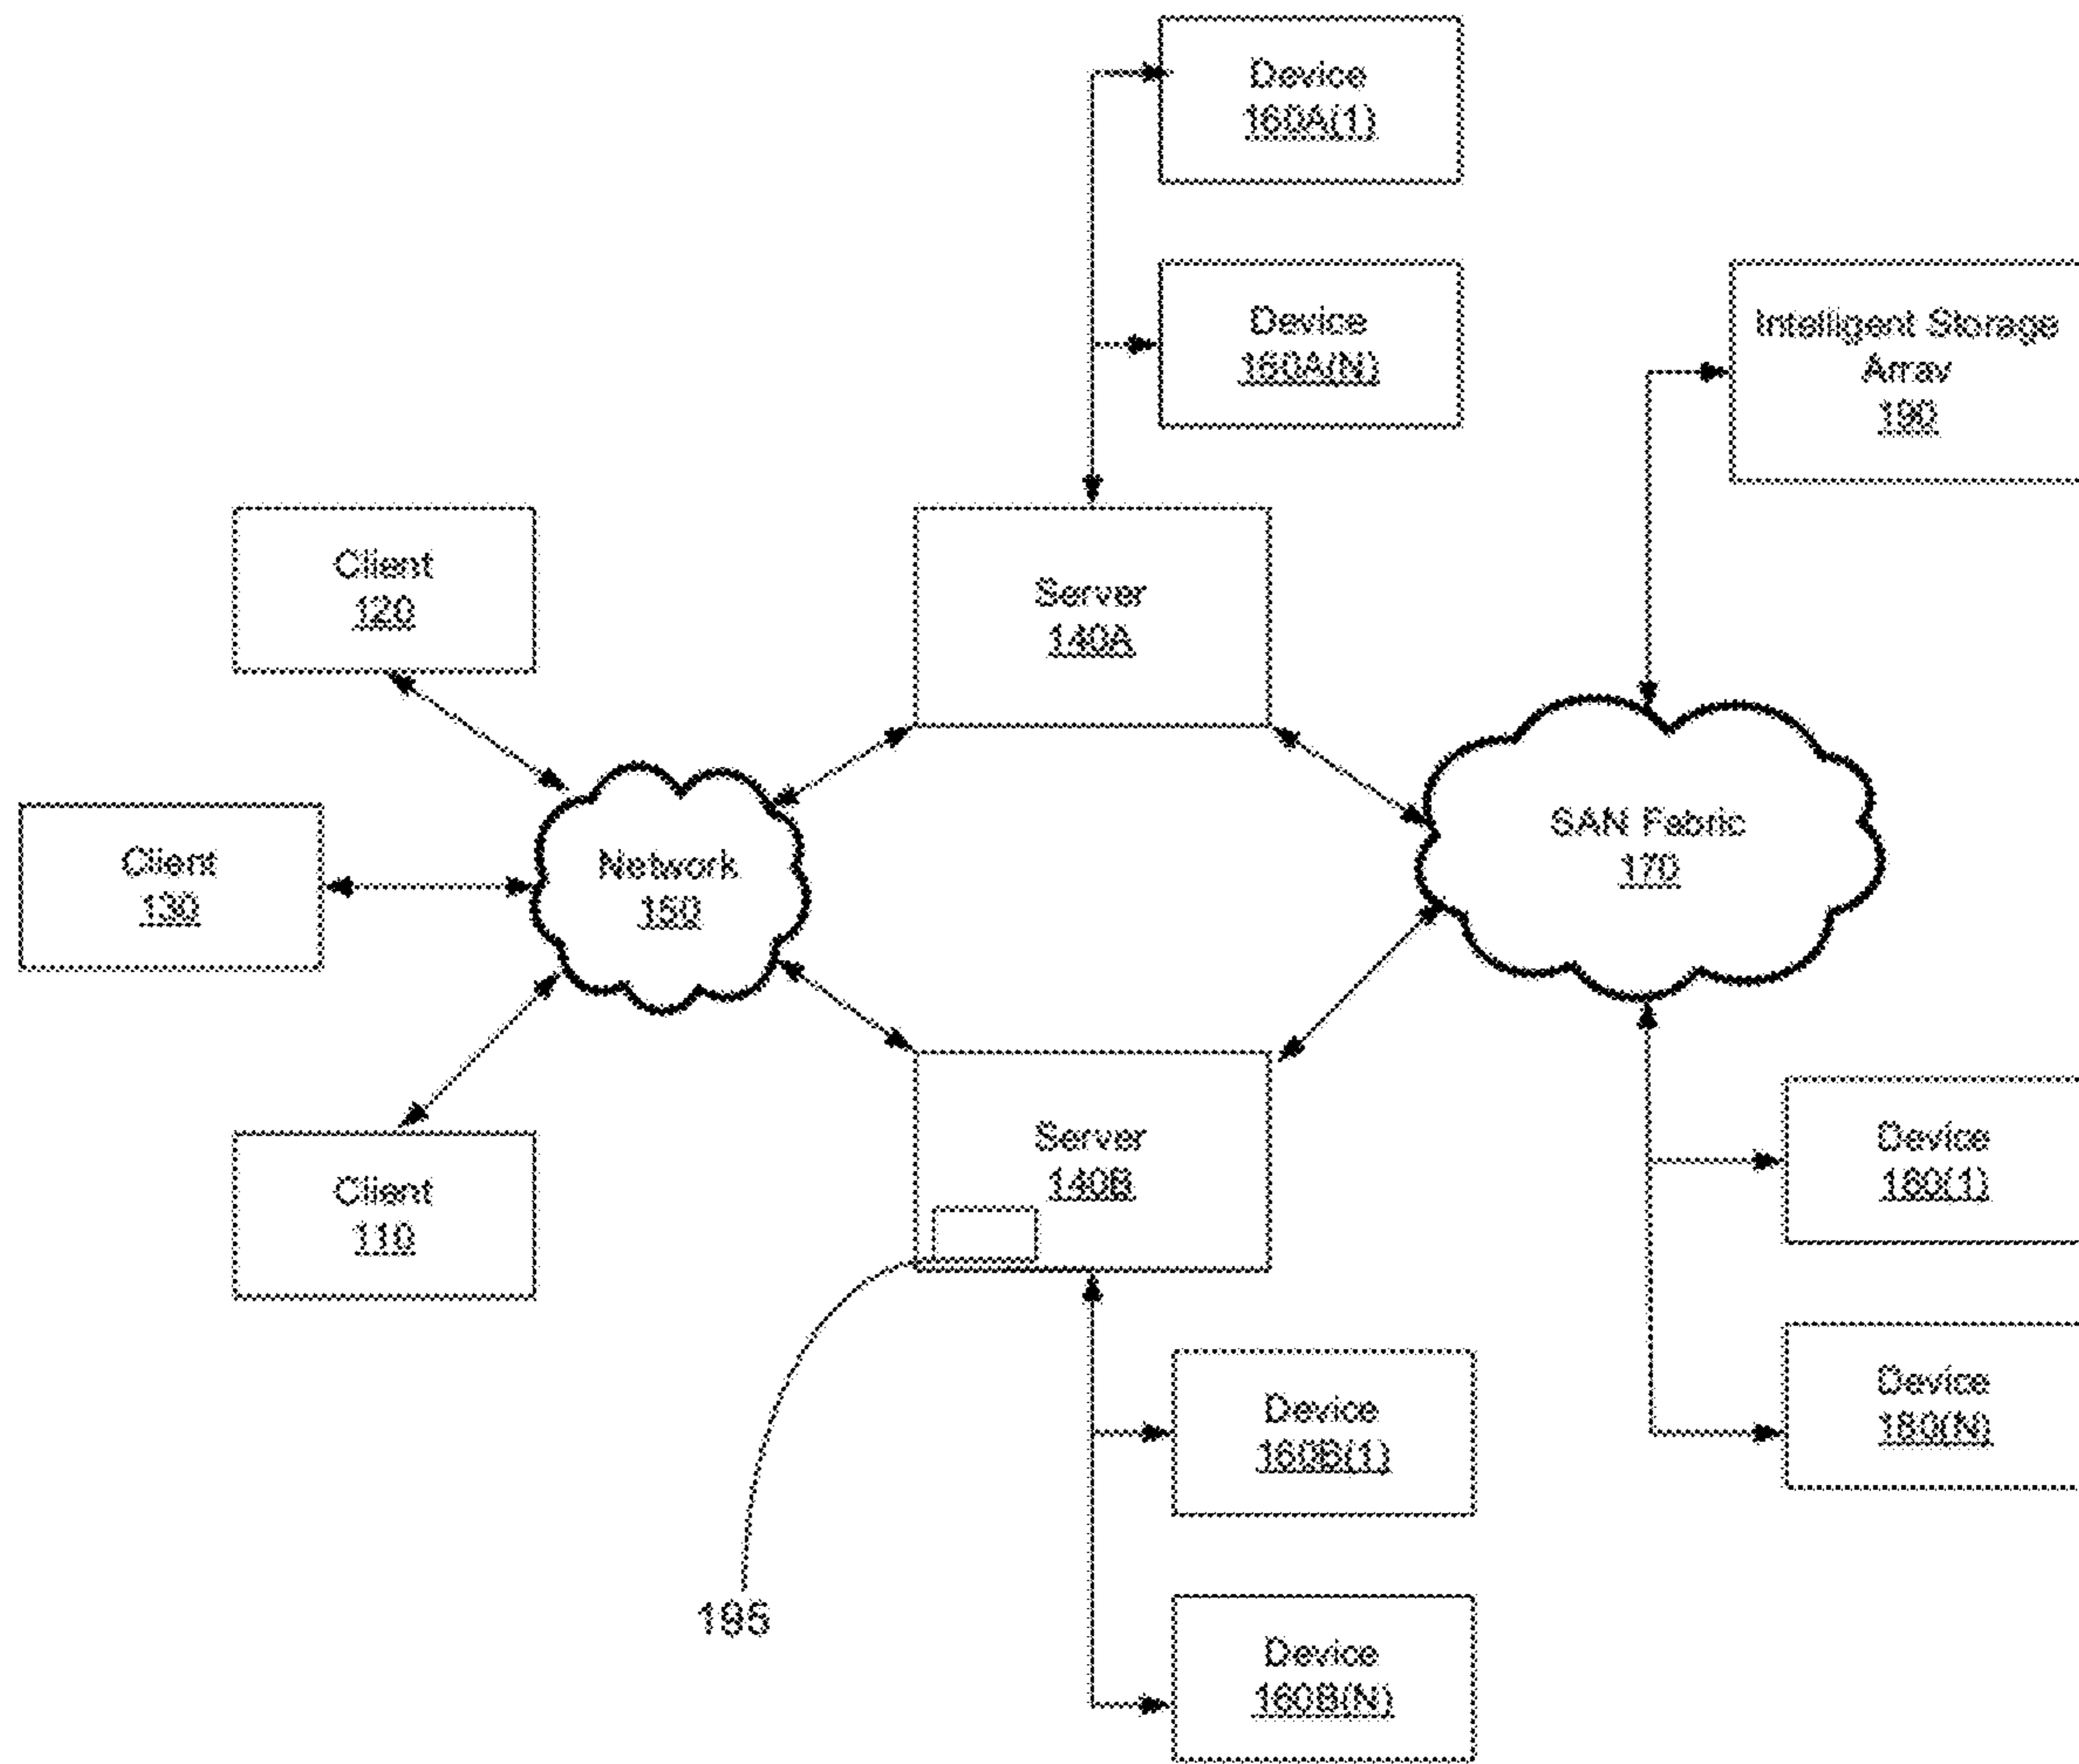 Device
160A(1)
Device
160A(N)
Intelligent Storage
Array
190
Client
120
Server
140A
Client
130
Network
150
SAN Fabric
170
Client
110
Server
140B
Device
180(1)
Device
180(N)
Device
160B(1)
Device
160B(N)
195